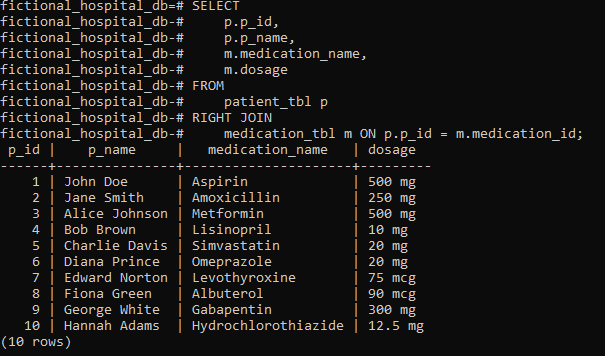 fictional_hospital_db=# SELECT
fictional_hospital_db-#     p.p_id,
fictional_hospital_db-#     p.p_name,
fictional_hospital_db-#     m.medication_name,
fictional_hospital_db-#     m.dosage
fictional_hospital_db-# FROM
fictional_hospital_db-#     patient_tbl p
fictional_hospital_db-# RIGHT JOIN
fictional_hospital_db-#     medication_tbl m ON p.p_id = m.medication_id;
 p_id |    p_name     |   medication_name   | dosage
------+---------------+---------------------+---------
    1 | John Doe      | Aspirin             | 500 mg
    2 | Jane Smith    | Amoxicillin         | 250 mg
    3 | Alice Johnson | Metformin           | 500 mg
    4 | Bob Brown     | Lisinopril          | 10 mg
    5 | Charlie Davis | Simvastatin         | 20 mg
    6 | Diana Prince  | Omeprazole          | 20 mg
    7 | Edward Norton | Levothyroxine       | 75 mcg
    8 | Fiona Green   | Albuterol           | 90 mcg
    9 | George White  | Gabapentin          | 300 mg
   10 | Hannah Adams  | Hydrochlorothiazide | 12.5 mg
(10 rows)